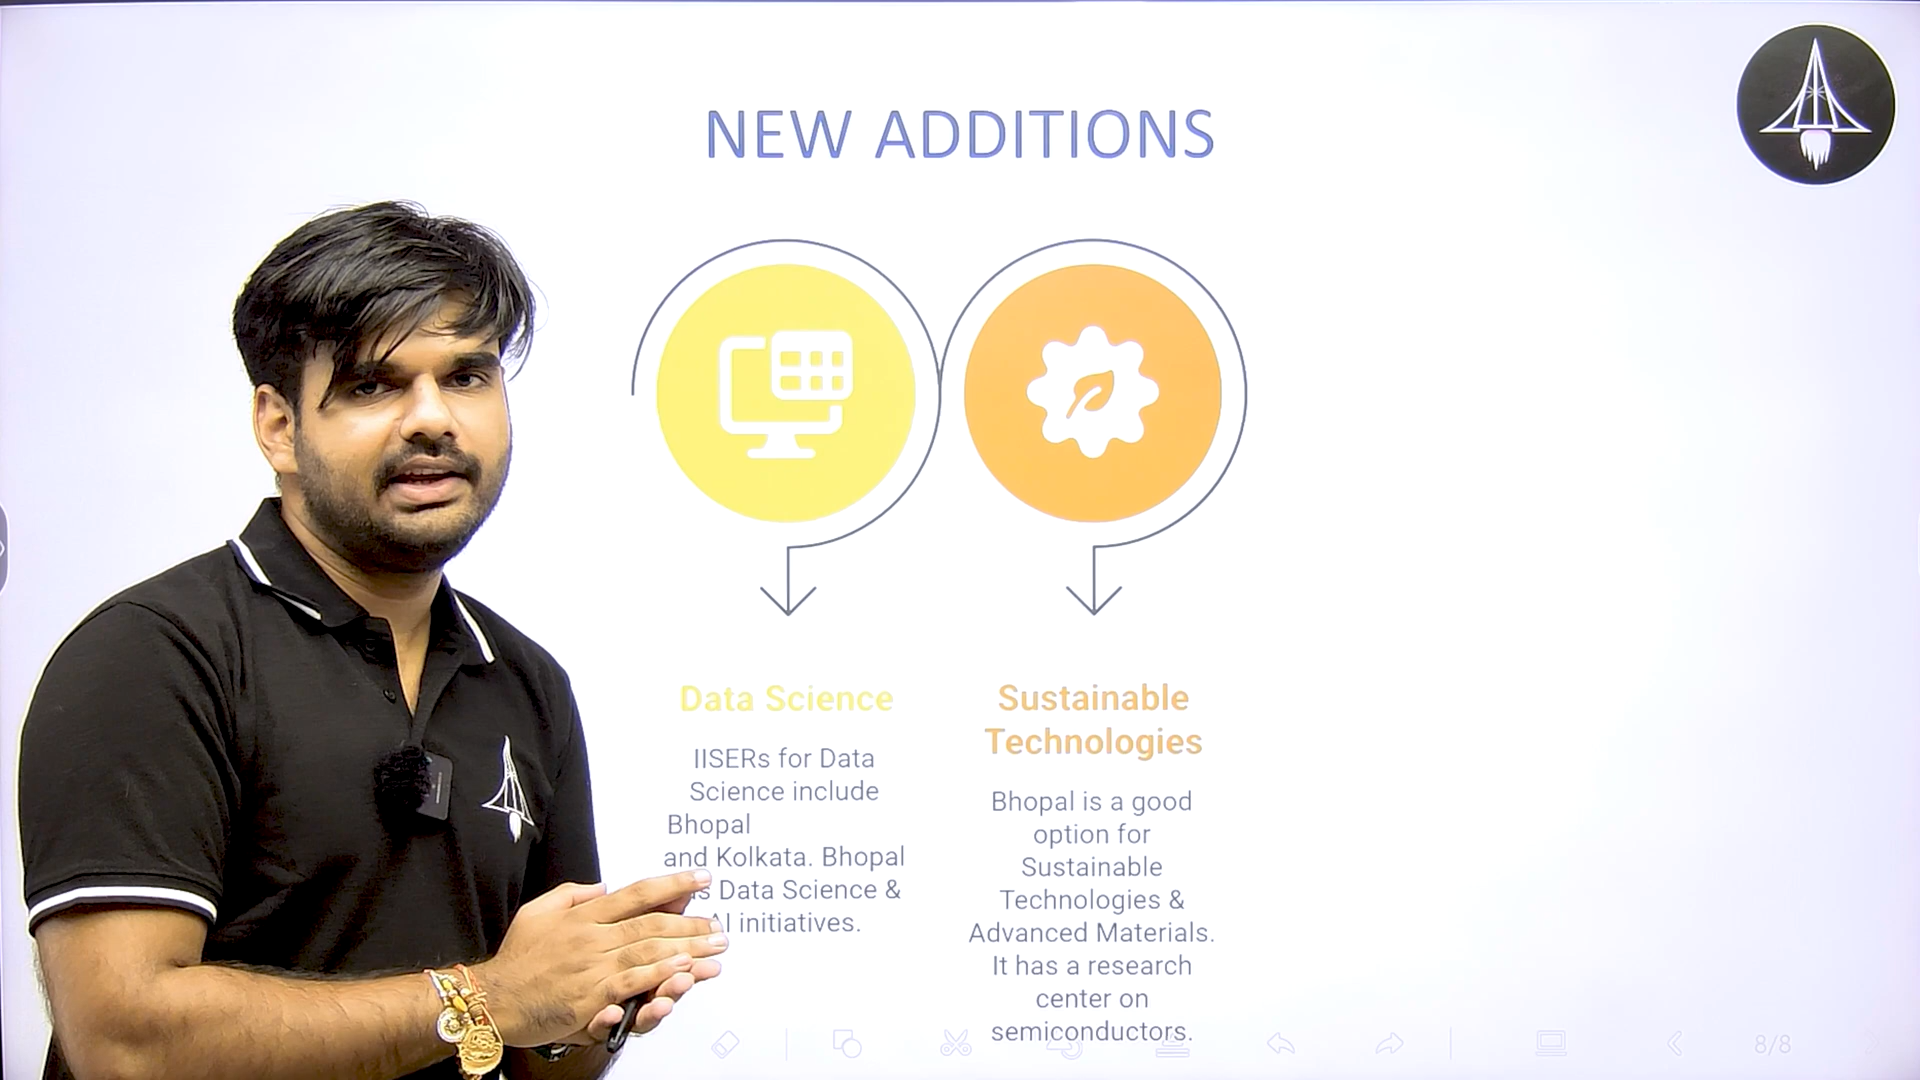 NEW ADDITIONS
Data Science
IISERs for Data
Science include
Bhopal
and Kolkata. Bhopal
Data Science &
AI initiatives.
Sustainable
Technologies
Bhopal is a good
option for
Sustainable
Technologies &
Advanced Materials.
It has a research
center on
semiconductors.
8/8